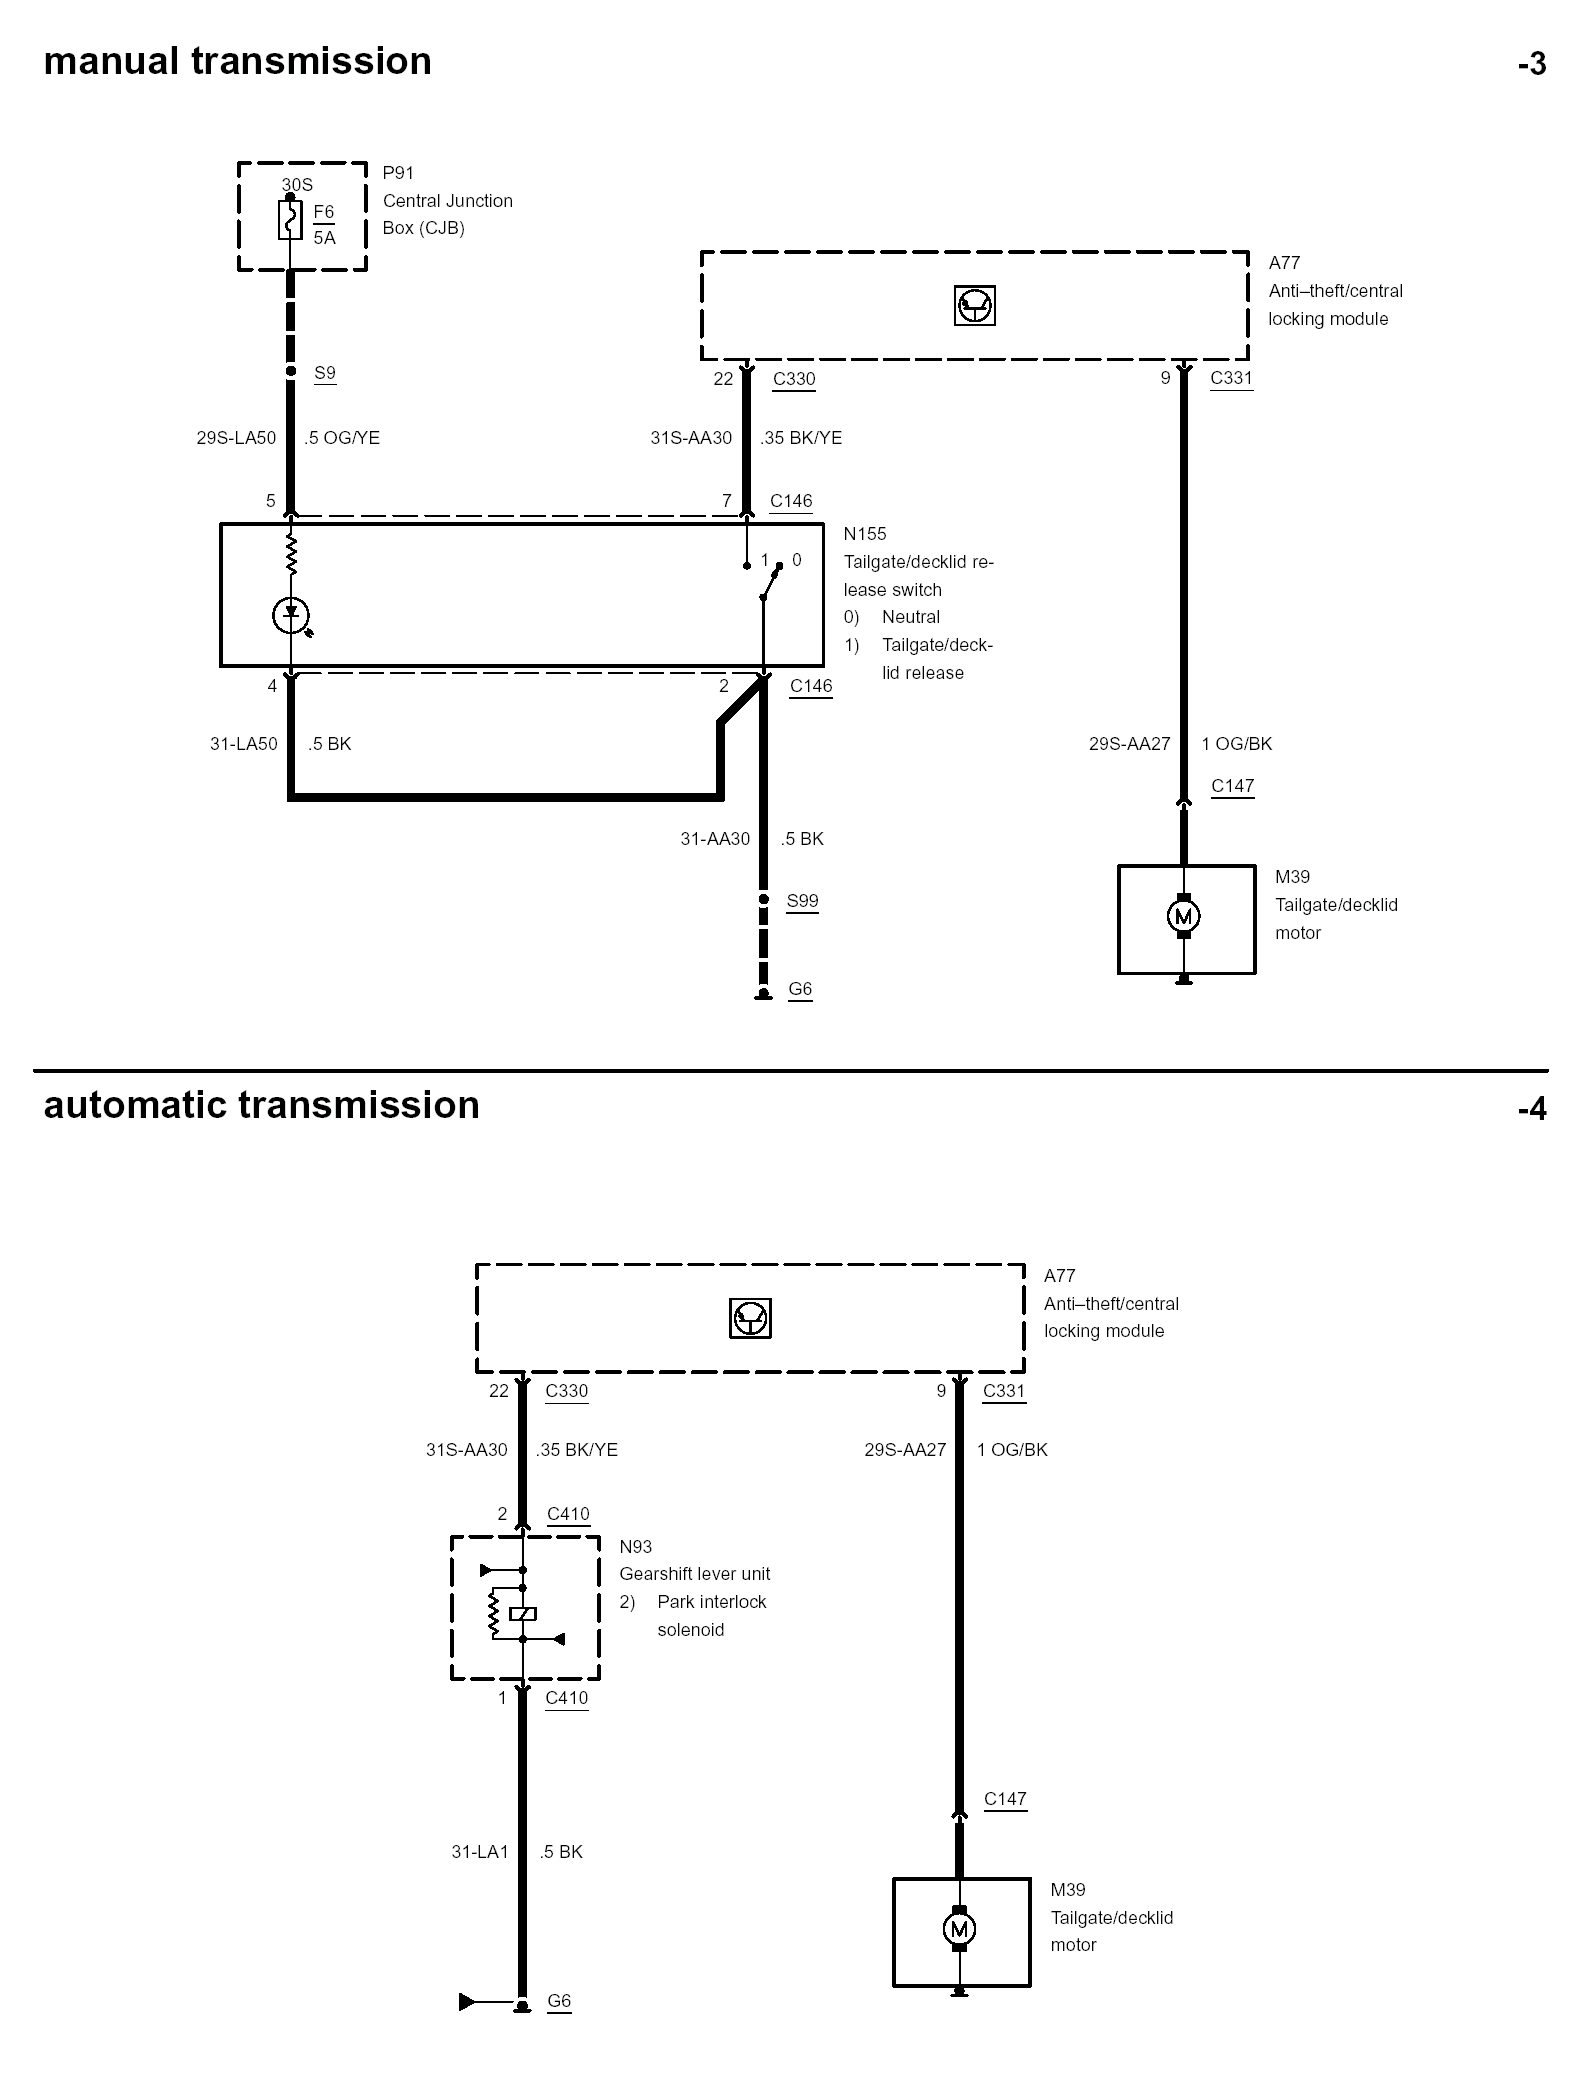 manual transmission
-3
30S
F6
5A
P91
Central Junction
Box (CJB)
A77
Anti–theft/central
locking module
S9
22
C330
9
C331
29S-LA50
.5 OG/YE
31S-AA30
.35 BK/YE
5
7
C146
1
0
N155
Tailgate/decklid re-
lease switch
0) Neutral
1) Tailgate/deck-
lid release
4
2
C146
31-LA50
.5 BK
29S-AA27
1 OG/BK
C147
31-AA30
.5 BK
M
M39
Tailgate/decklid
motor
S99
G6
automatic transmission
-4
A77
Anti–theft/central
locking module
22
C330
9
C331
31S-AA30
.35 BK/YE
29S-AA27
1 OG/BK
2
C410
N93
Gearshift lever unit
2) Park interlock
solenoid
1
C410
C147
31-LA1
.5 BK
M
M39
Tailgate/decklid
motor
G6